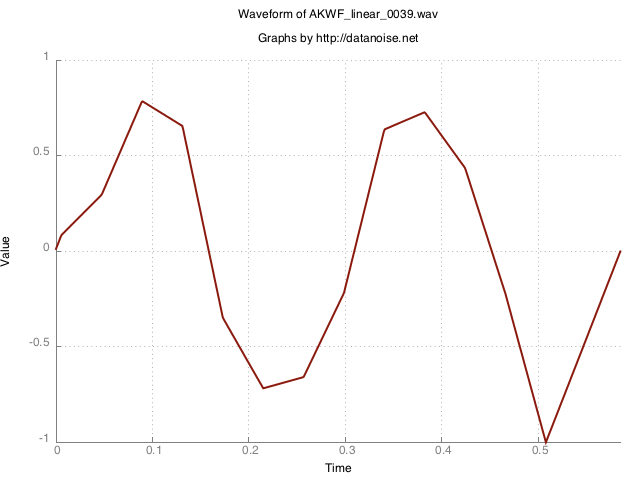 Waveform of AKWF_linear_0039.wav
Graphs by http://datanoise.net
1
0.5
0
-0.5
-1
Value
0 0.1 0.2 0.3 0.4 0.5
Time